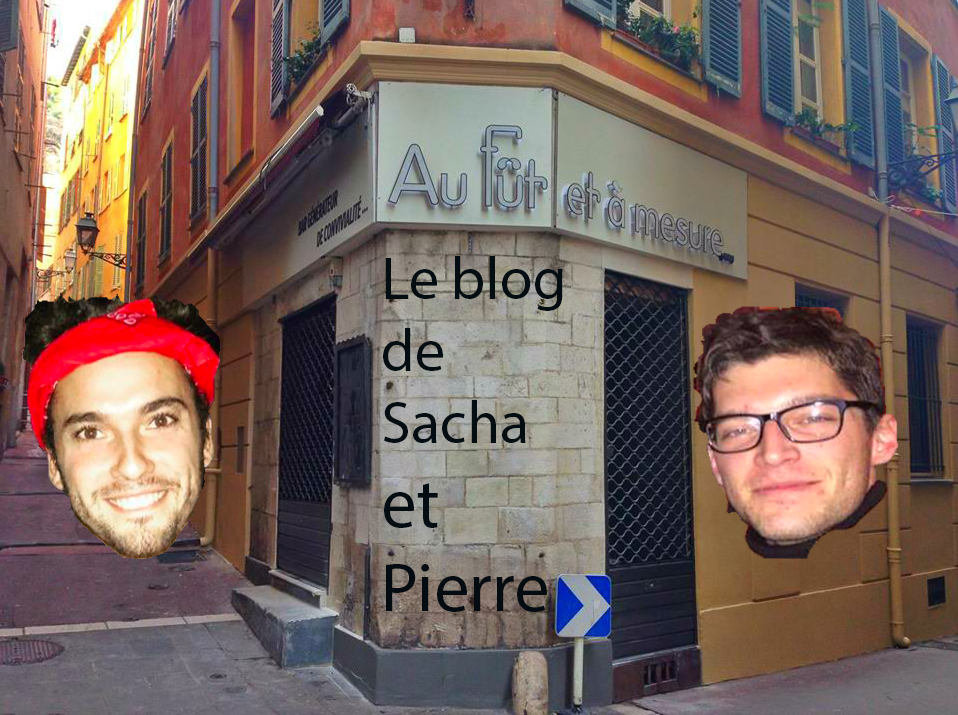 Au fût et à mesure...
BAR GÉNÉRATEUR
DE CONVIVIALITÉ...
Le blog
de
Sacha
et
Pierre